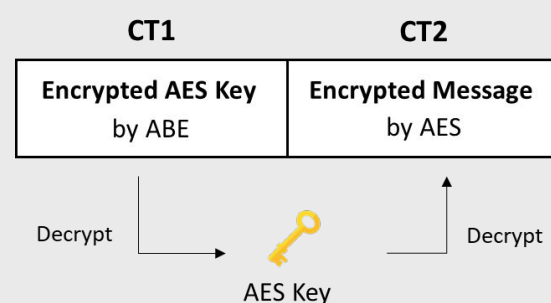 CT1
CT2
Encrypted AES Key
by ABE
Encrypted Message
by AES
Decrypt
Decrypt
AES Key